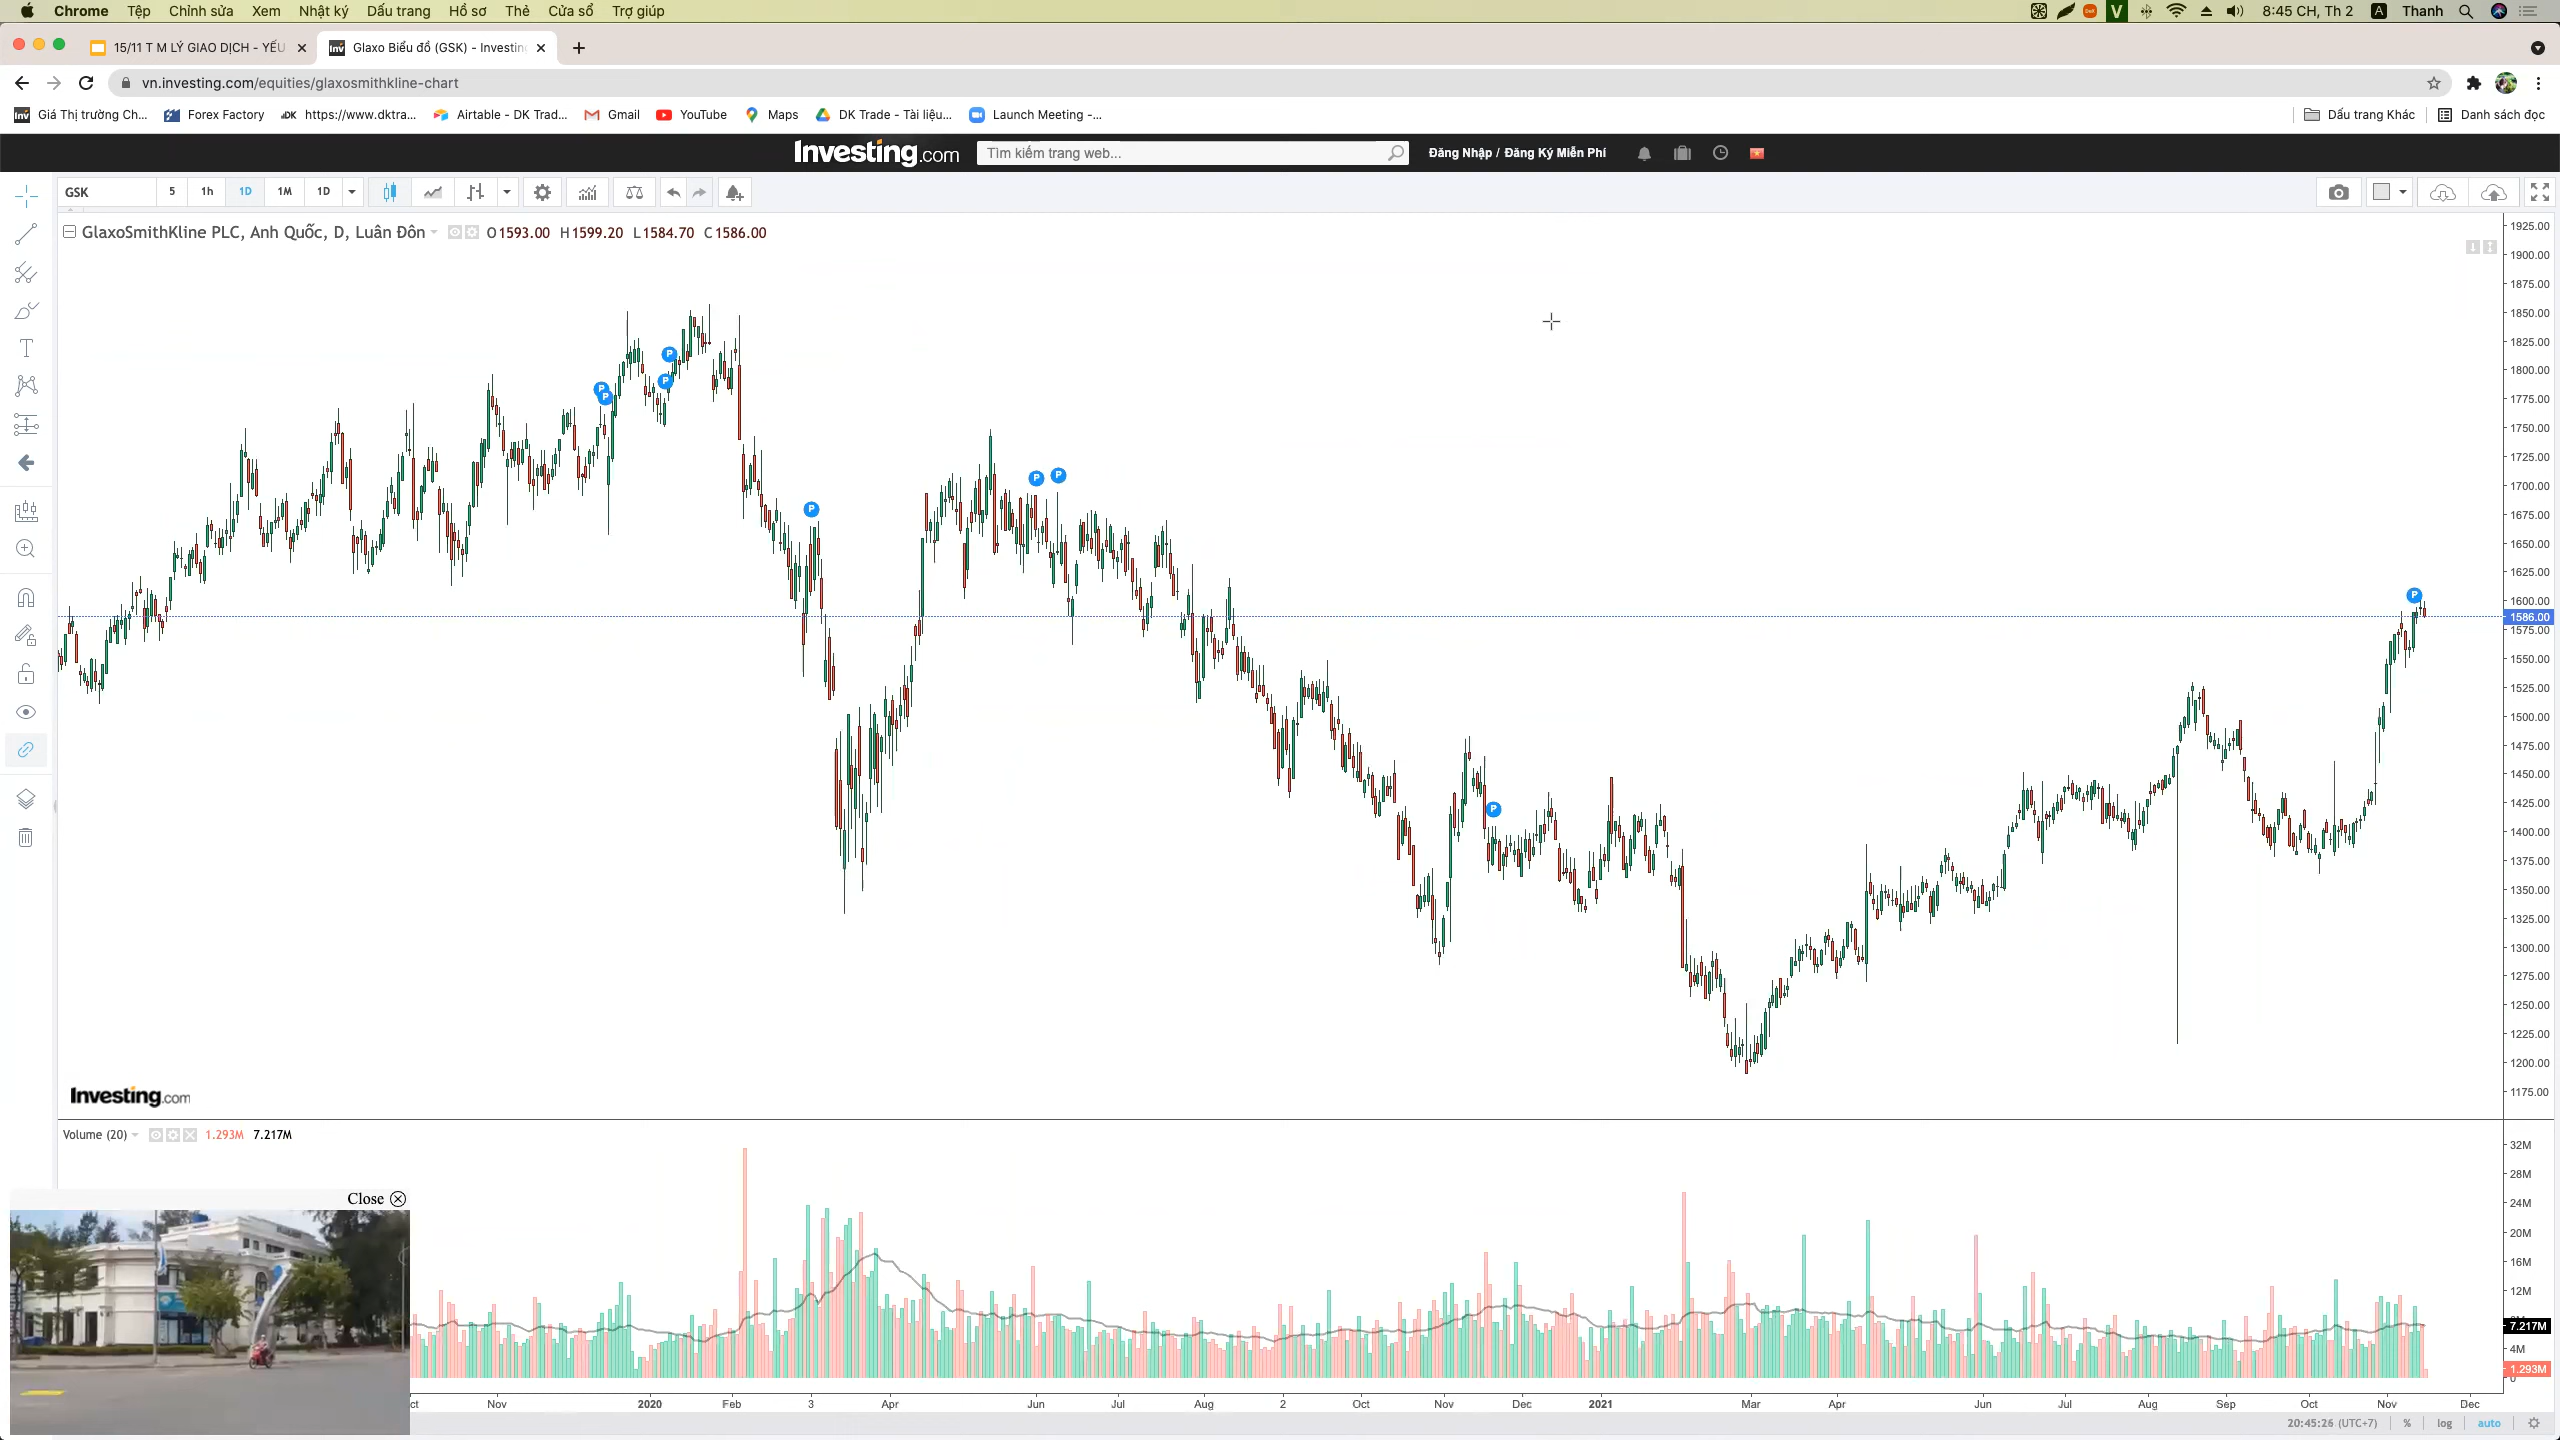 Chrome Tệp Chỉnh sửa Xem Nhật ký Dấu trang Hồ sơ Thẻ Cửa sổ Trợ giúp V 8:45 CH, Th 2 A Thanh
15/11 T M LÝ GIAO DỊCH - YẾU Glaxo Biểu đồ (GSK) - Investin
vn.investing.com/equities/glaxosmithkline-chart
Giá Thị trường Ch... Forex Factory https://www.dktra... Airtable - DK Trad... Gmail YouTube Maps DK Trade - Tài liệu... Launch Meeting -... Dấu trang Khác Danh sách đọc
Investing.com Tìm kiếm trang web... Đăng Nhập / Đăng Ký Miễn Phí
GSK 5 1h 1D 1M 1D
GlaxoSmithKline PLC, Anh Quốc, D, Luân Đôn O1593.00 H1599.20 L1584.70 C1586.00
1925.00
1900.00
1875.00
1850.00
1825.00
1800.00
1775.00
1750.00
1725.00
1700.00
1675.00
1650.00
1625.00
1600.00
1586.00
1575.00
1550.00
1525.00
1500.00
1475.00
1450.00
1425.00
1400.00
1375.00
1350.00
1325.00
1300.00
1275.00
1250.00
1225.00
1200.00
1175.00
P
P
P
P
P
P
P
P
P
Investing.com
Volume (20) 1.293M 7.217M
32M
28M
24M
20M
16M
12M
7.217M
4M
1.293M
Close
Nov 2020 Feb 3 Apr Jun Jul Aug 2 Oct Nov Dec 2021 Mar Apr Jun Jul Aug Sep Oct Nov Dec
20:45:26 (UTC+7) % log auto